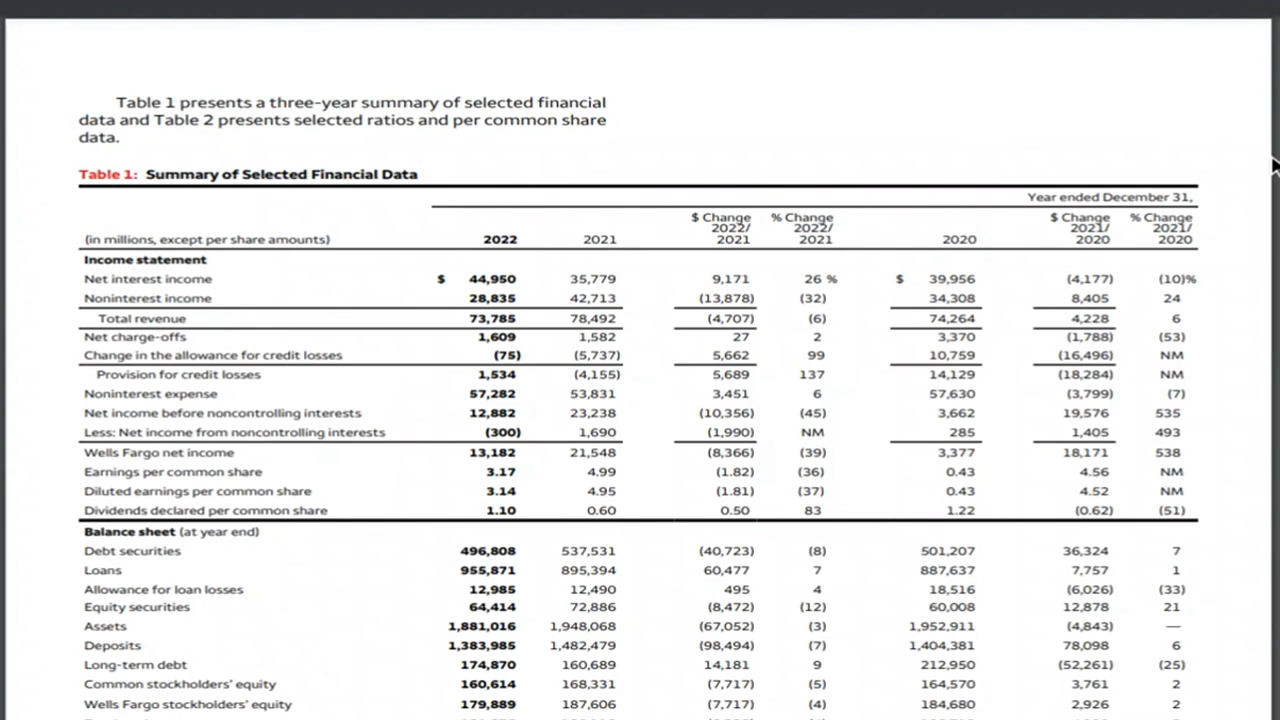 Table 1 presents a three-year summary of selected financial
data and Table 2 presents selected ratios and per common share
data.
Table 1: Summary of Selected Financial Data
Year ended December 31,
(in millions, except per share amounts) 2022 2021 $ Change 2022/ 2021 % Change 2022/ 2021 2020 $ Change 2021/ 2020 % Change 2021/ 2020
Income statement
Net interest income $ 44,950 35,779 9,171 26 % $ 39,956 (4,177) (10)%
Noninterest income 28,835 42,713 (13,878) (32) 34,308 8,405 24
Total revenue 73,785 78,492 (4,707) (6) 74,264 4,228 6
Net charge-offs 1,609 1,582 27 2 3,370 (1,788) (53)
Change in the allowance for credit losses (75) (5,737) 5,662 99 10,759 (16,496) NM
Provision for credit losses 1,534 (4,155) 5,689 137 14,129 (18,284) NM
Noninterest expense 57,282 53,831 3,451 6 57,630 (3,799) (7)
Net income before noncontrolling interests 12,882 23,238 (10,356) (45) 3,662 19,576 535
Less: Net income from noncontrolling interests (300) 1,690 (1,990) NM 285 1,405 493
Wells Fargo net income 13,182 21,548 (8,366) (39) 3,377 18,171 538
Earnings per common share 3.17 4.99 (1.82) (36) 0.43 4.56 NM
Diluted earnings per common share 3.14 4.95 (1.81) (37) 0.43 4.52 NM
Dividends declared per common share 1.10 0.60 0.50 83 1.22 (0.62) (51)
Balance sheet (at year end)
Debt securities 496,808 537,531 (40,723) (8) 501,207 36,324 7
Loans 955,871 895,394 60,477 7 887,637 7,757 1
Allowance for loan losses 12,985 12,490 495 4 18,516 (6,026) (33)
Equity securities 64,414 72,886 (8,472) (12) 60,008 12,878 21
Assets 1,881,016 1,948,068 (67,052) (3) 1,952,911 (4,843) —
Deposits 1,383,985 1,482,479 (98,494) (7) 1,404,381 78,098 6
Long-term debt 174,870 160,689 14,181 9 212,950 (52,261) (25)
Common stockholders' equity 160,614 168,331 (7,717) (5) 164,570 3,761 2
Wells Fargo stockholders' equity 179,889 187,606 (7,717) (4) 184,680 2,926 2